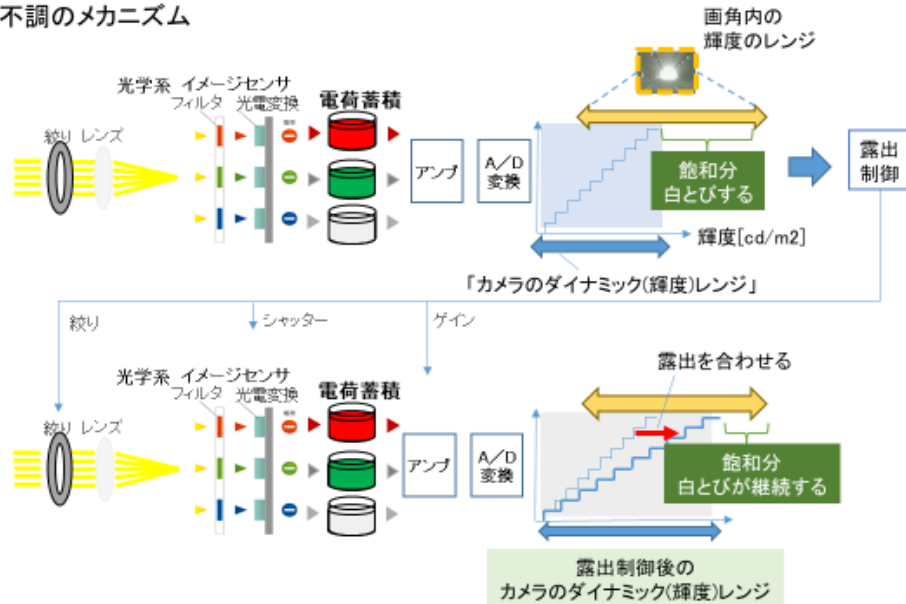 不調のメカニズム
画角内の
輝度のレンジ
光学系 イメージセンサ
フィルタ 光電変換
電荷蓄積
絞り レンズ
アンプ
A/D
変換
飽和分
白とびする
露出
制御
輝度[cd/m2]
「カメラのダイナミック(輝度)レンジ」
絞り
シャッター
ゲイン
露出を合わせる
光学系 イメージセンサ
フィルタ 光電変換
電荷蓄積
絞り レンズ
アンプ
A/D
変換
飽和分
白とびが継続する
露出制御後の
カメラのダイナミック(輝度)レンジ